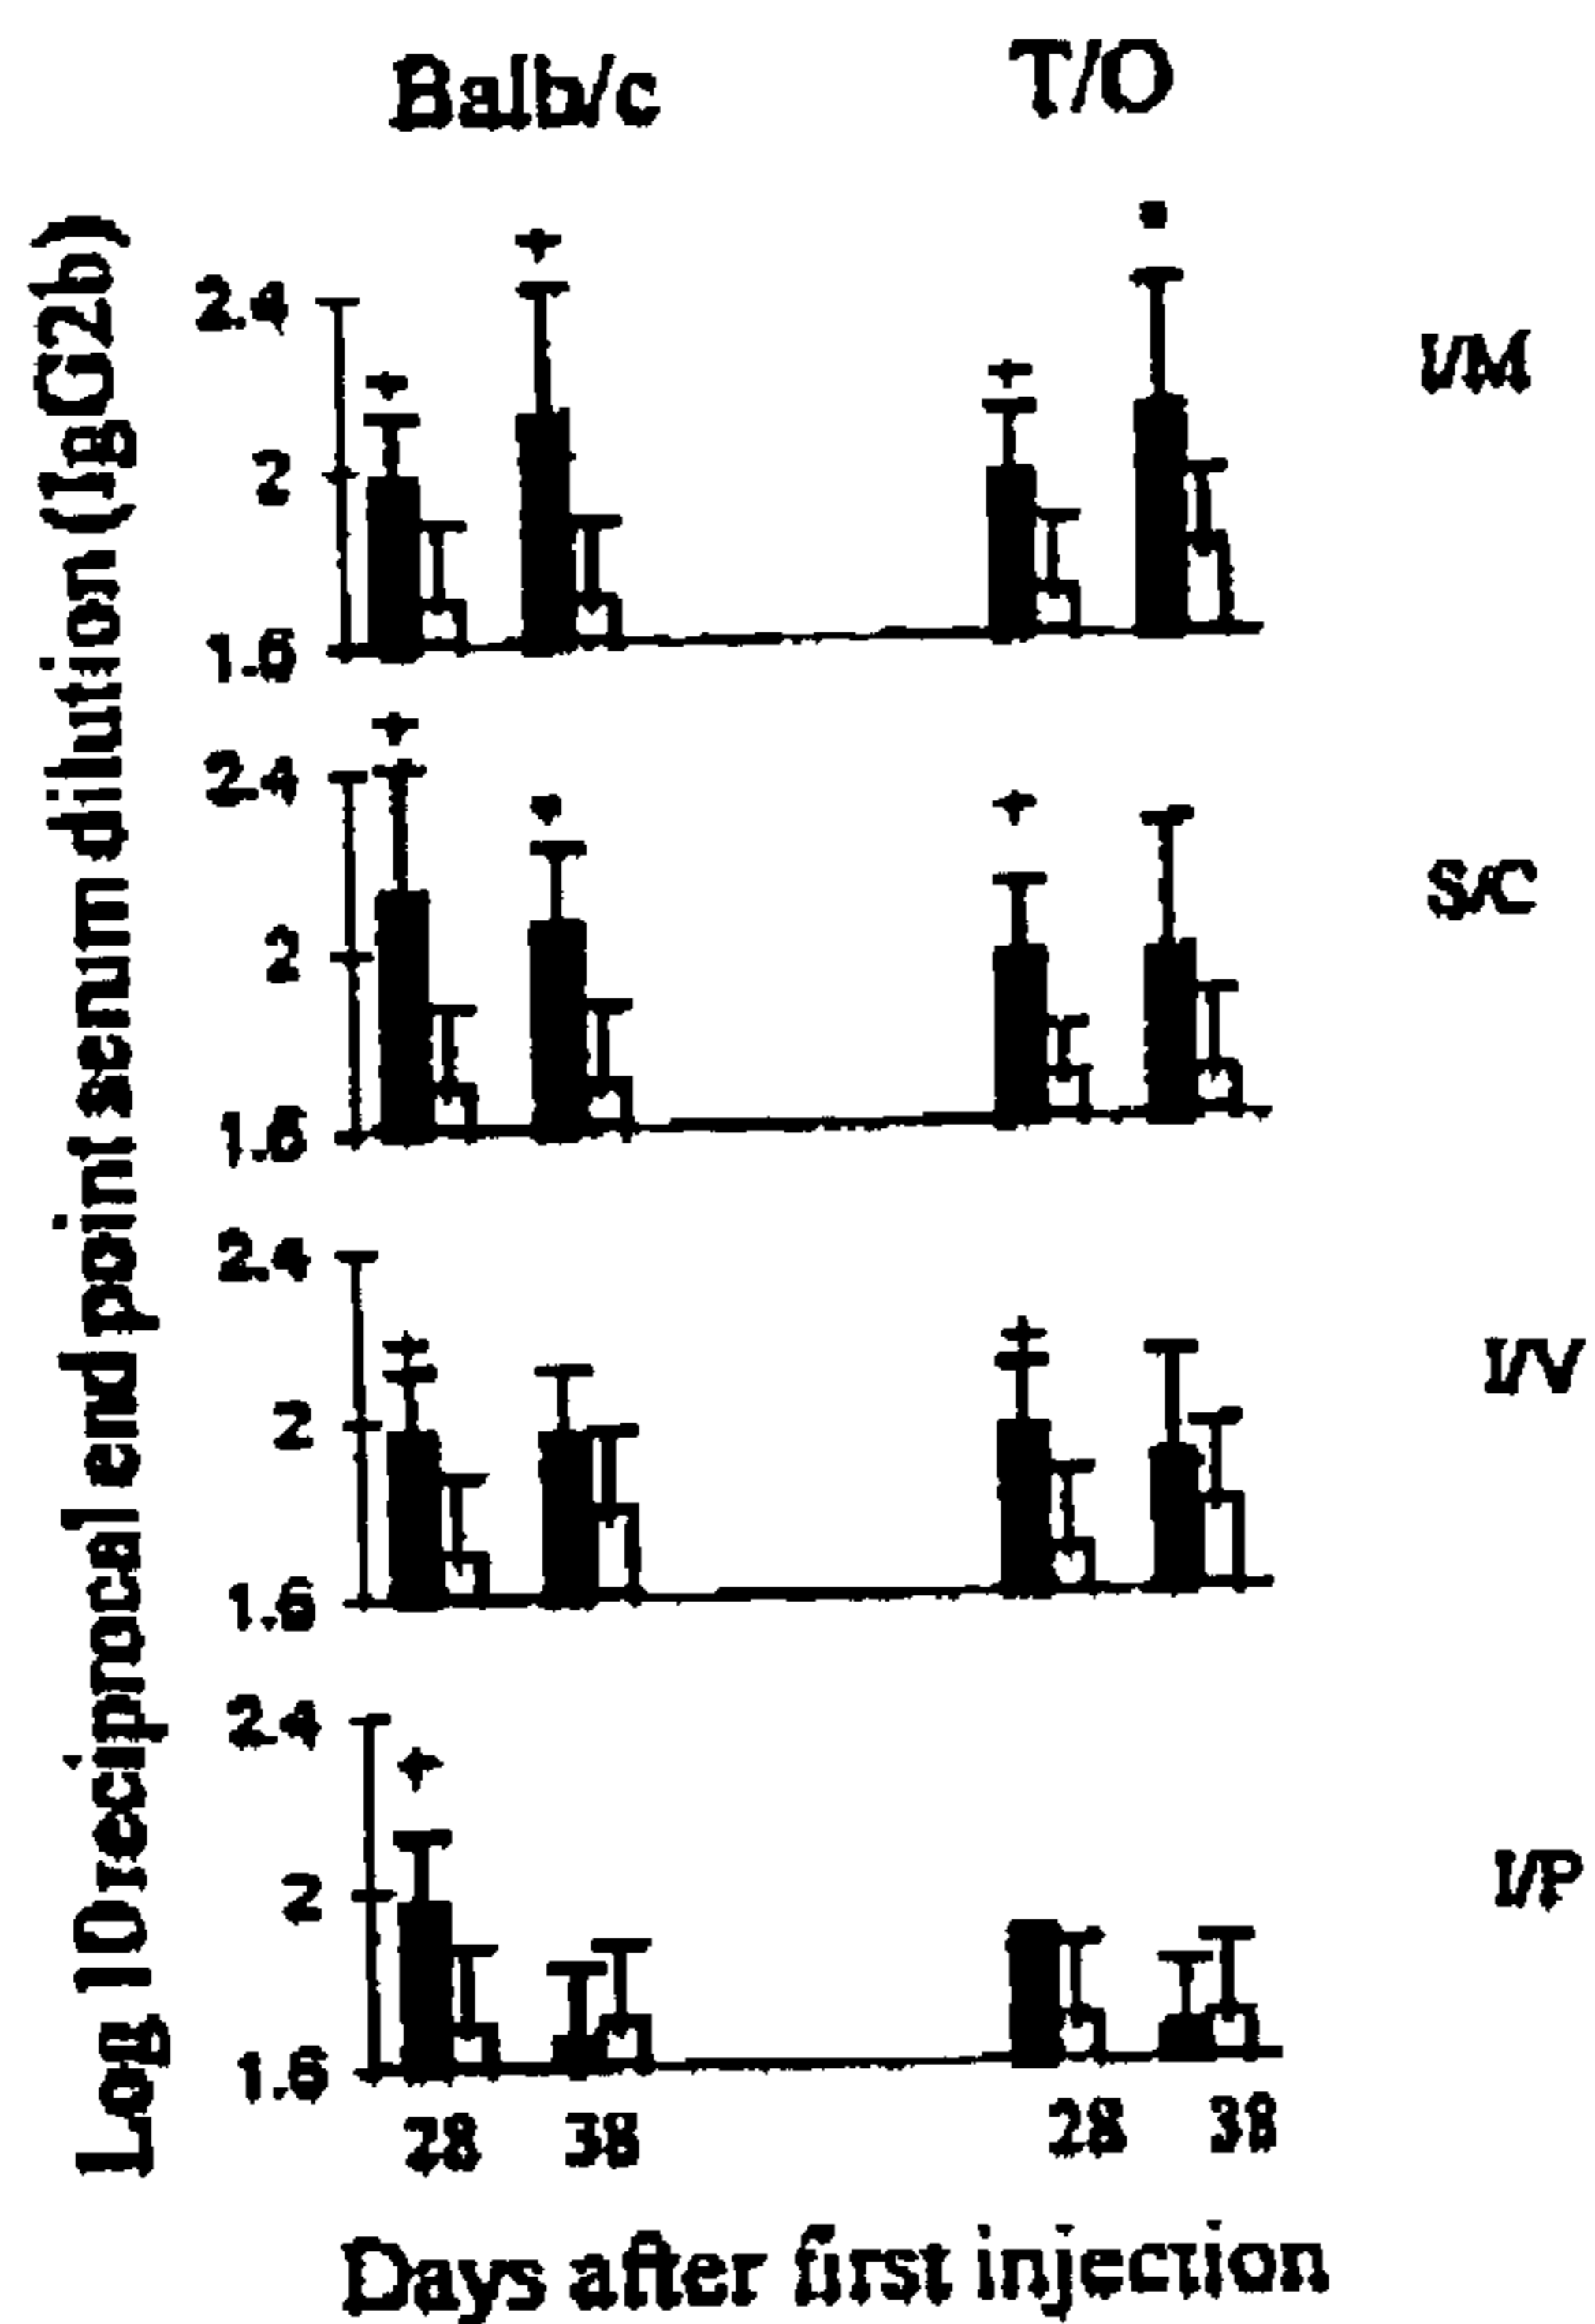 Balb/c T/O
Log 10 reciprocal end point serum dilution (IgG2b)
2.4
2
1.6
I/M
2.4
2
1.6
S/C
2.4
2
1.6
I/V
2.4
2
1.6
I/P
28 38 28 38
Days after first injection